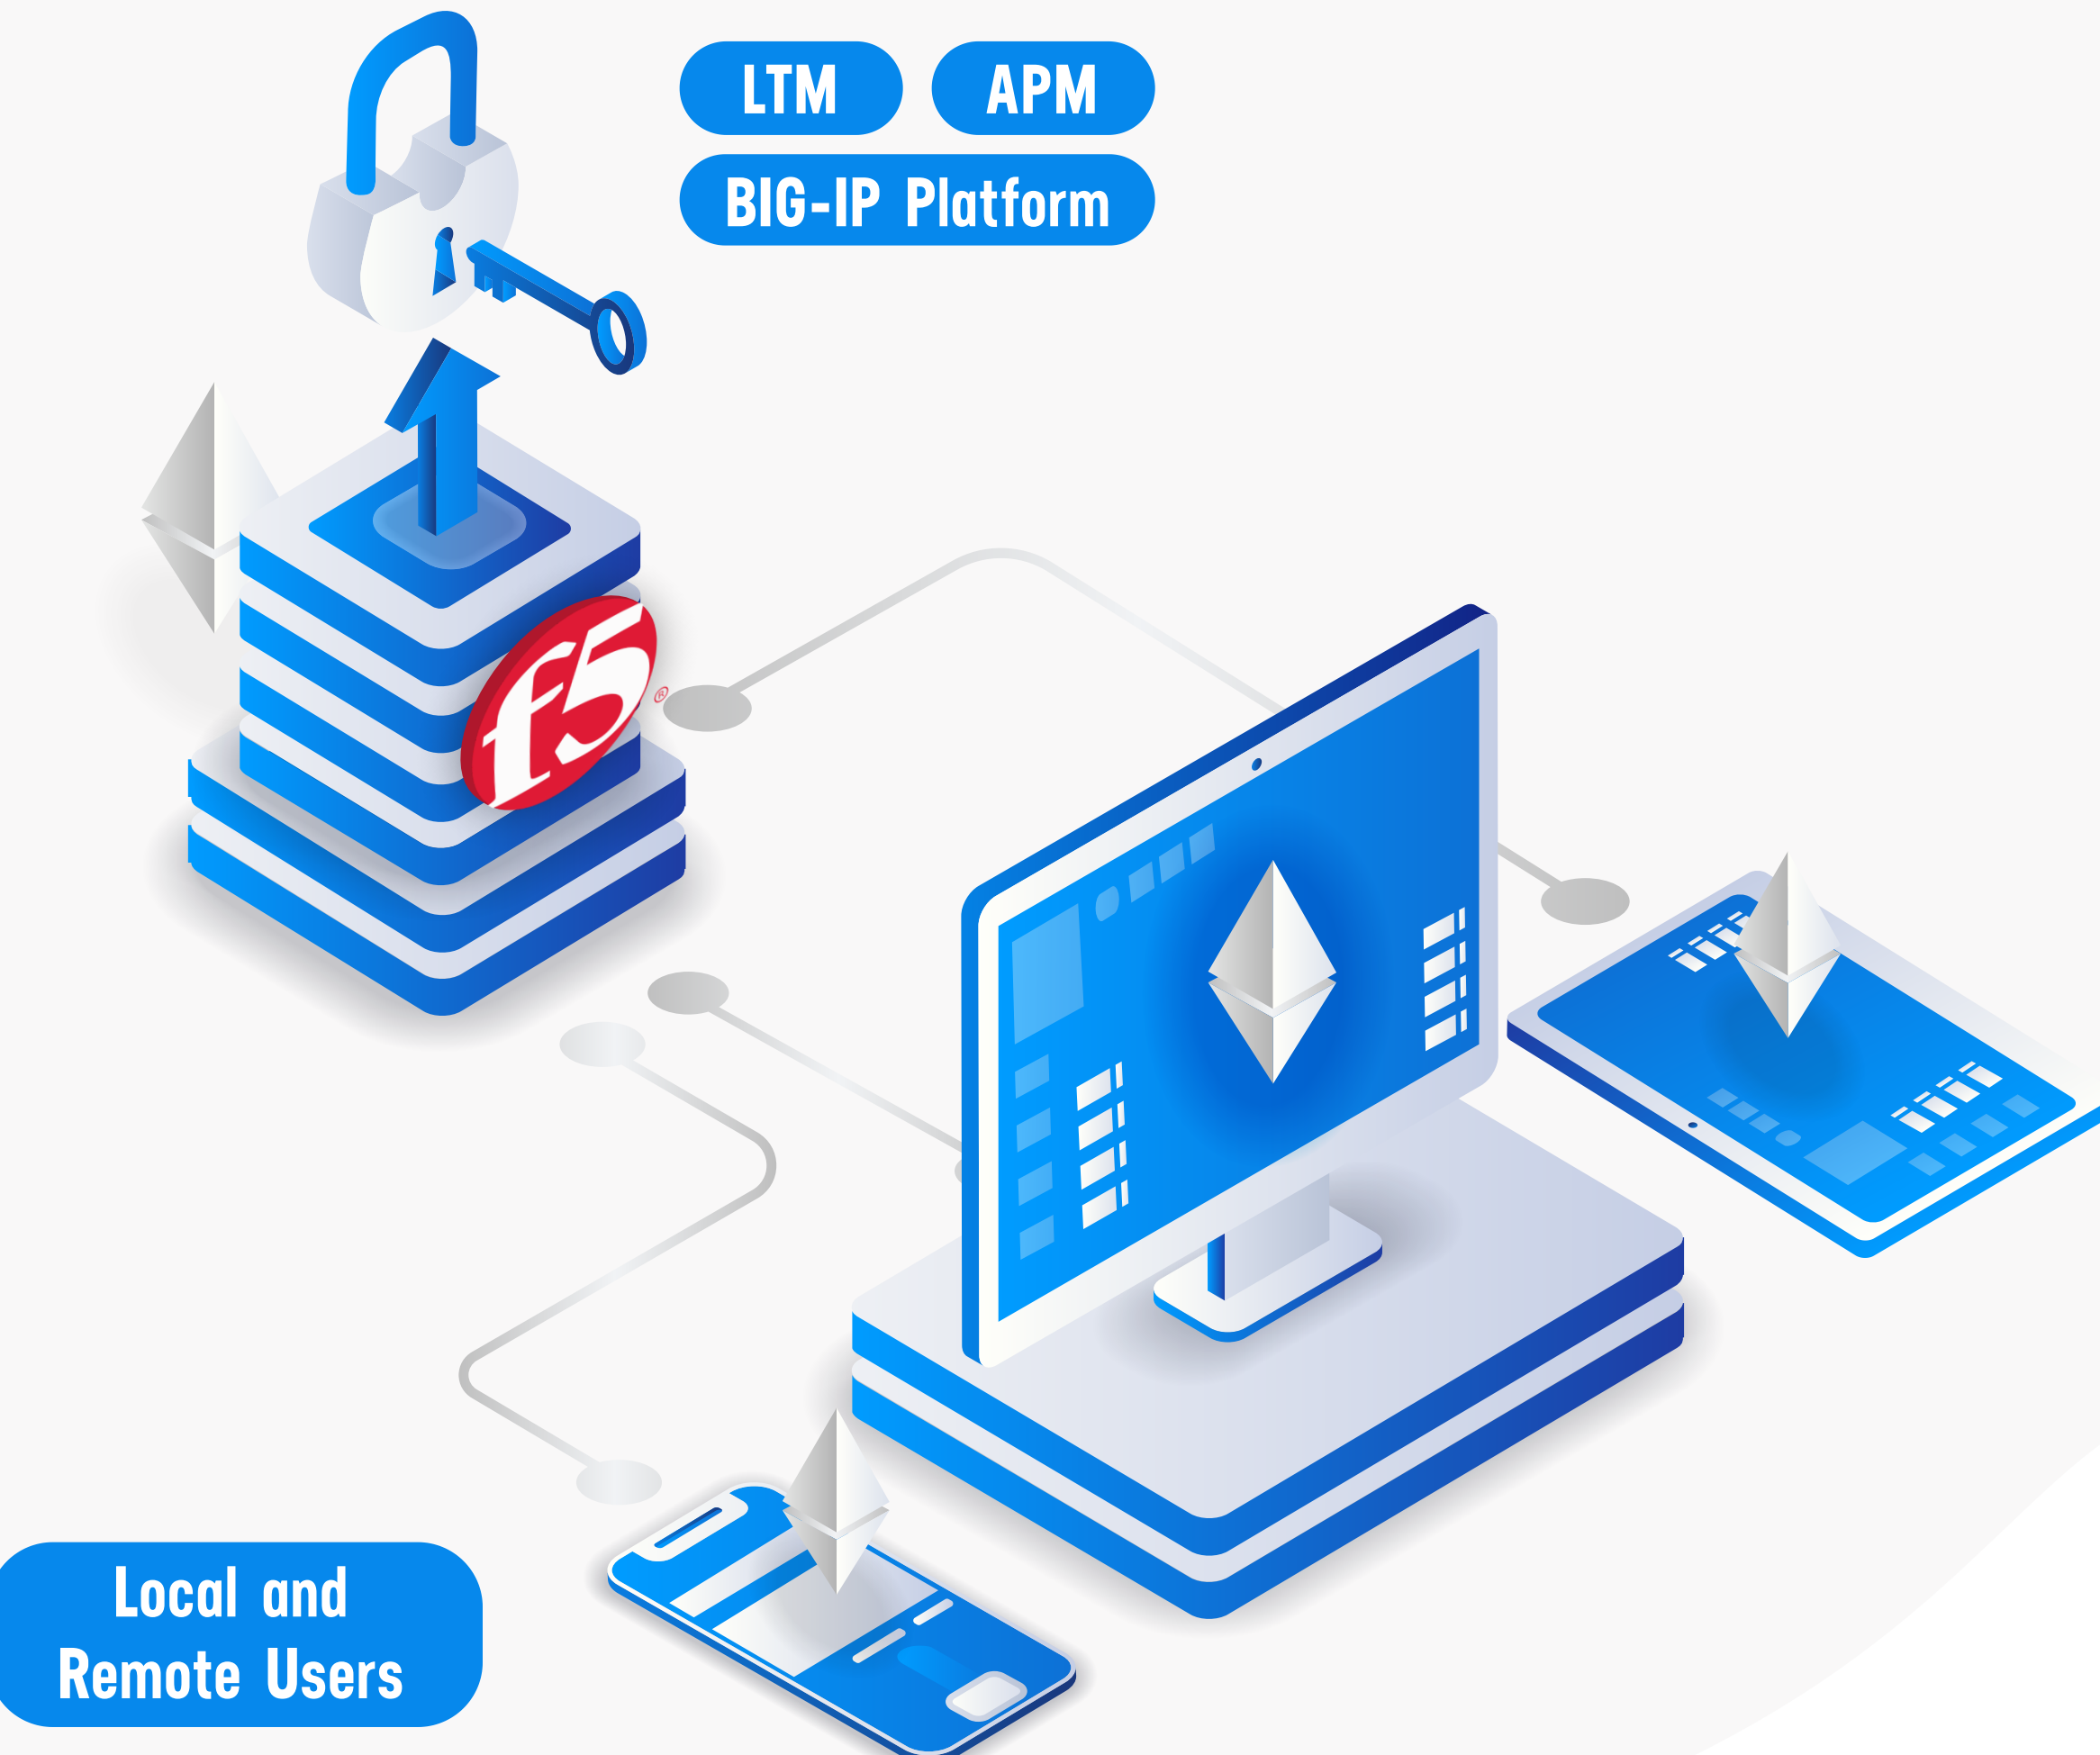 LTM
APM
BIG-IP Platform
f5
®
Local and
Remote Users